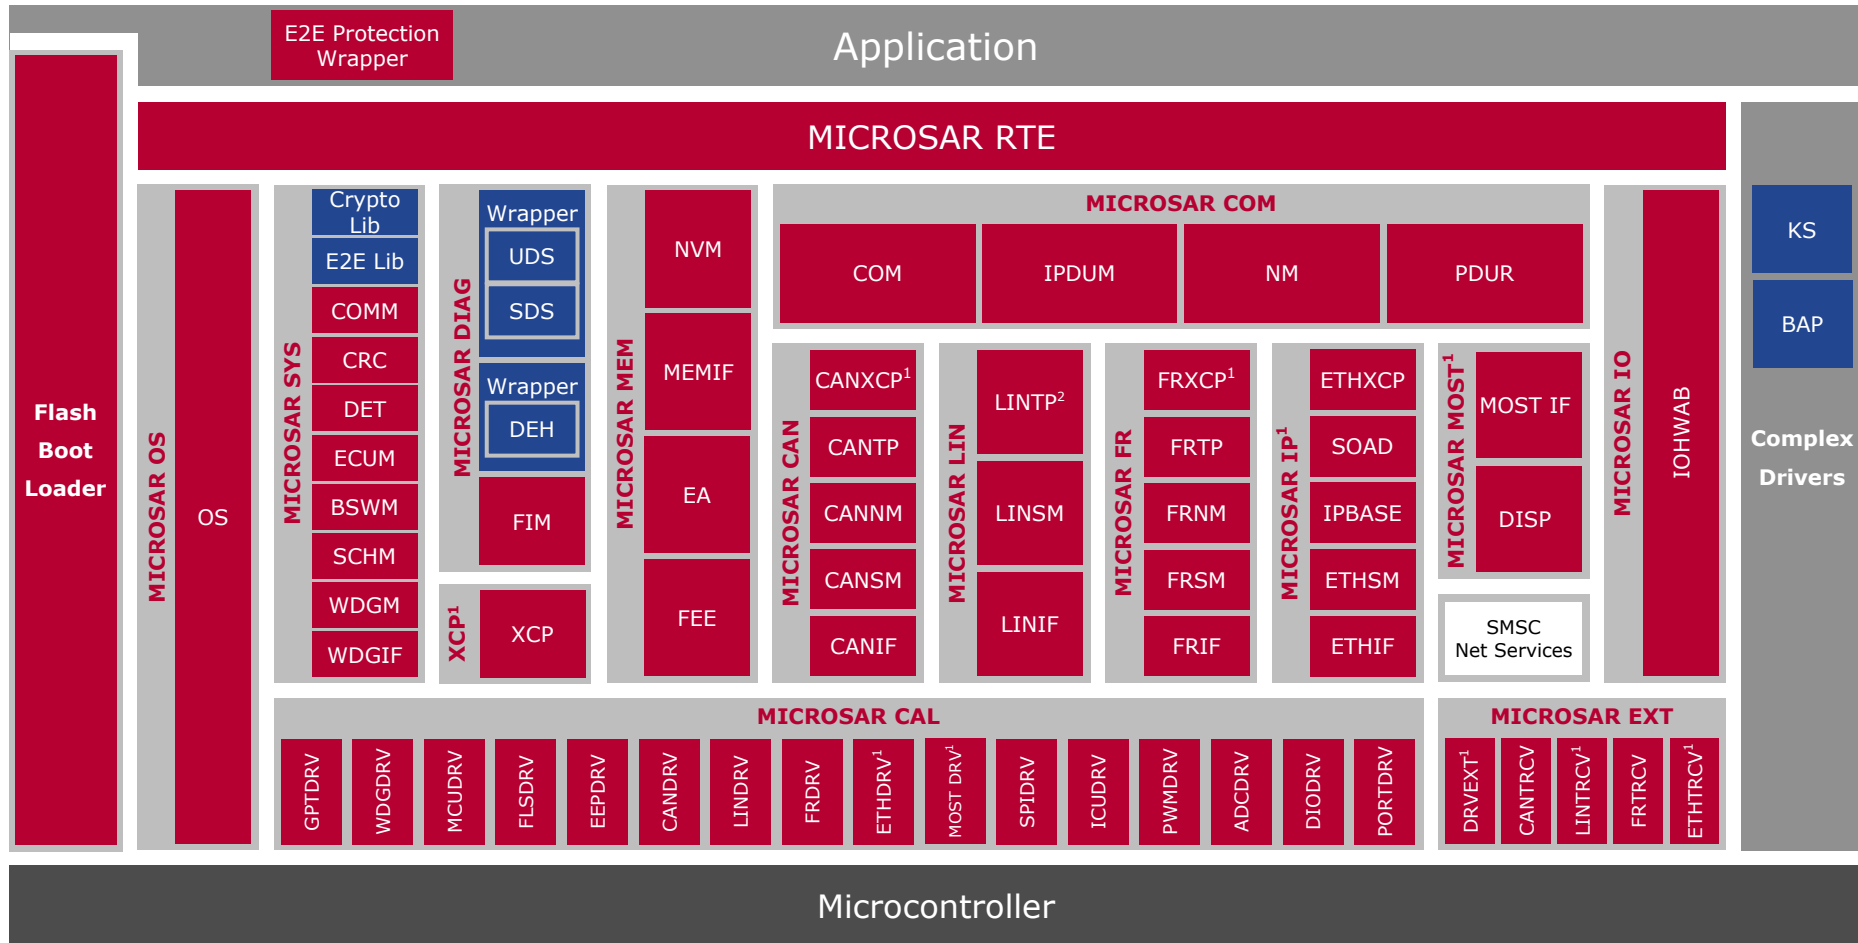 E2E Protection
Wrapper
Application
MICROSAR RTE
Flash
Boot
Loader
MICROSAR OS
OS
MICROSAR SYS
Crypto
Lib
E2E Lib
COMM
CRC
DET
ECUM
BSWM
SCHM
WDGM
WDGIF
MICROSAR DIAG
Wrapper
UDS
SDS
Wrapper
DEH
FIM
XCP¹
XCP
MICROSAR MEM
NVM
MEMIF
EA
FEE
MICROSAR COM
COM
IPDUM
NM
PDUR
MICROSAR CAN
CANXCP¹
CANTP
CANNM
CANSM
CANIF
MICROSAR LIN
LINTP²
LINSM
LINIF
MICROSAR FR
FRXCP¹
FRTP
FRNM
FRSM
FRIF
MICROSAR IP¹
ETHXCP
SOAD
IPBASE
ETHSM
ETHIF
MICROSAR MOST¹
MOST IF
DISP
SMSC
Net Services
MICROSAR IO
IOHWAB
KS
BAP
Complex
Drivers
MICROSAR CAL
GPTDRV
WDGDRV
MCUDRV
FLSDRV
EEPDRV
CANDRV
LINDRV
FRDRV
ETHDRV¹
MOST DRV¹
SPIDRV
ICUDRV
PWMDRV
ADCDRV
DIODRV
PORTDRV
MICROSAR EXT
DRVEXT¹
CANTRCV
LINTRCV¹
FRTRCV
ETHTRCV¹
Microcontroller